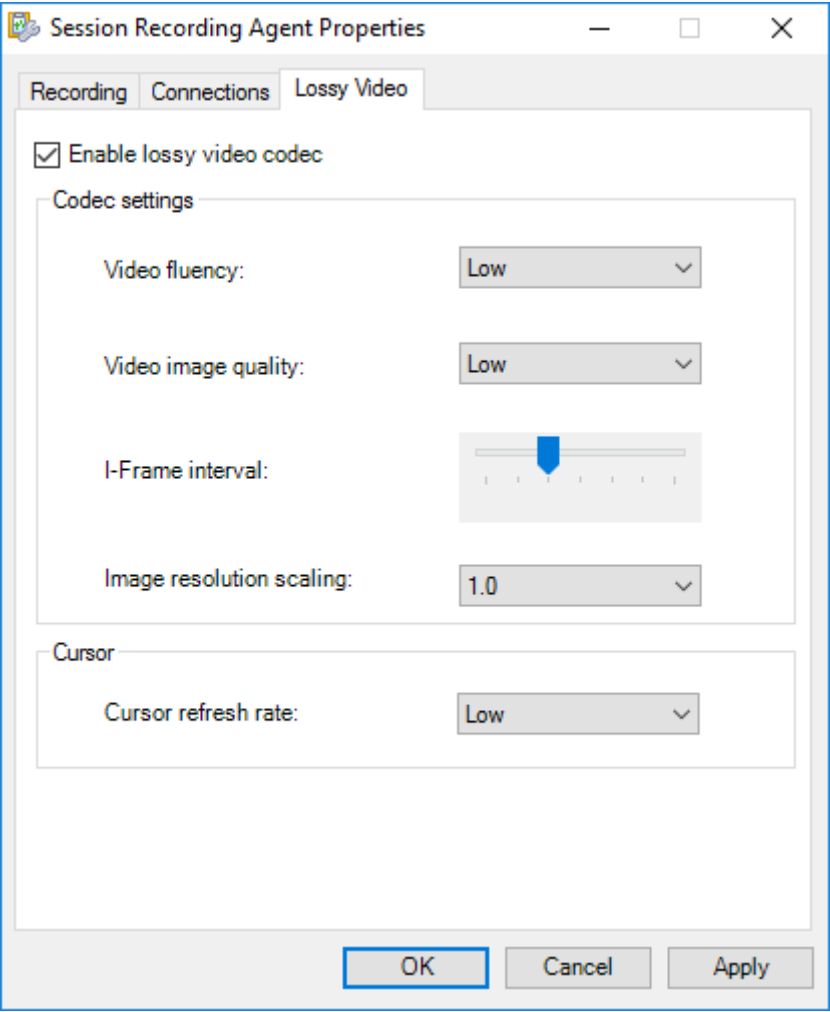 Session Recording Agent Properties
Recording Connections Lossy Video
Enable lossy video codec
Codec settings
Video fluency: Low
Video image quality: Low
I-Frame interval:
Image resolution scaling: 1.0
Cursor
Cursor refresh rate: Low
OK Cancel Apply